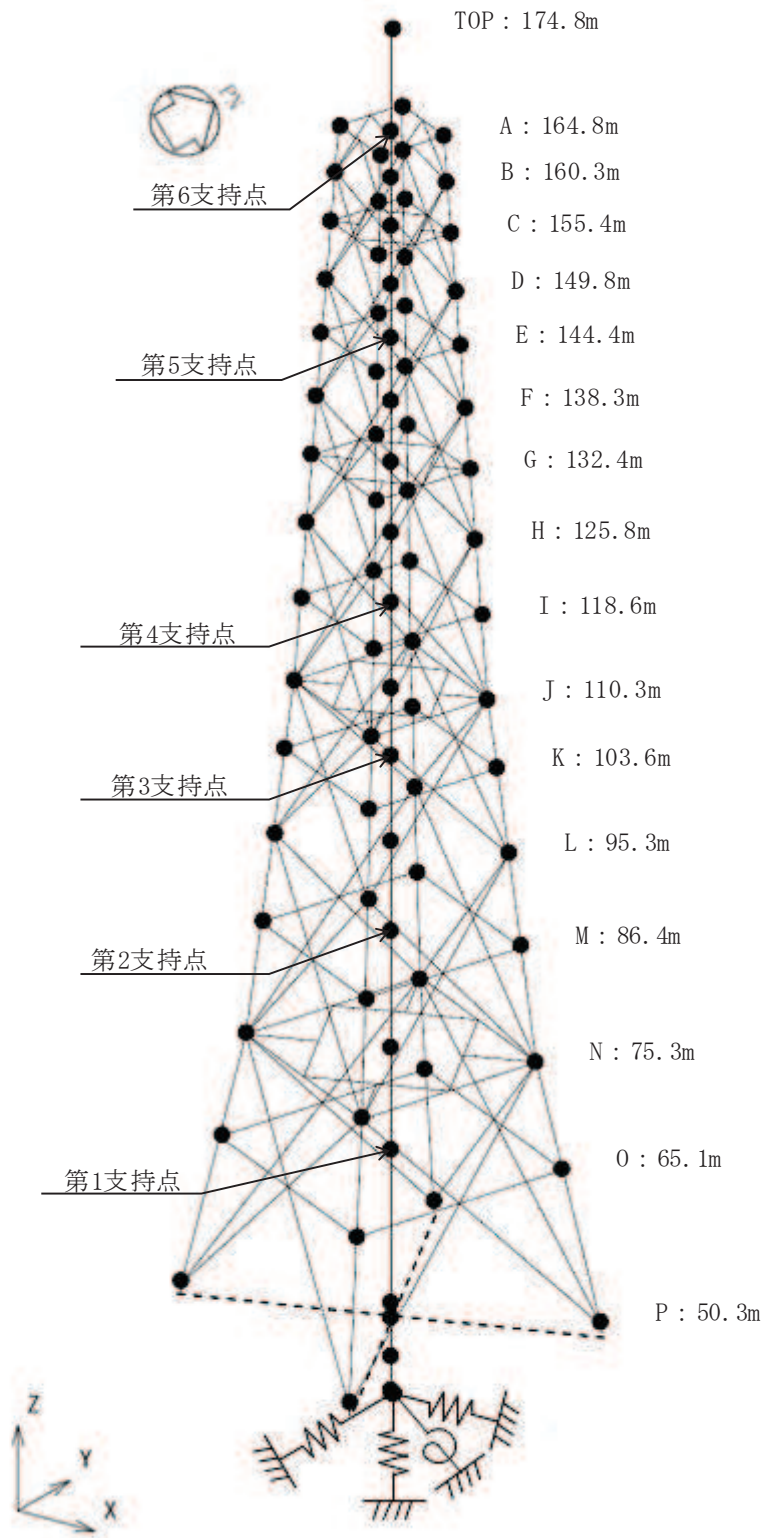 TOP : 174.8m
A : 164.8m
B : 160.3m
第6支持点
C : 155.4m
D : 149.8m
E : 144.4m
第5支持点
F : 138.3m
G : 132.4m
H : 125.8m
I : 118.6m
第4支持点
J : 110.3m
K : 103.6m
第3支持点
L : 95.3m
M : 86.4m
第2支持点
N : 75.3m
O : 65.1m
第1支持点
P : 50.3m
Z
Y
X